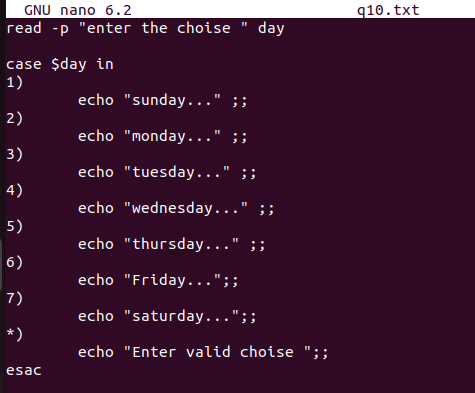 GNU nano 6.2 q10.txt
read -p "enter the choise " day
case $day in
1)
echo "sunday..." ;;
2)
echo "monday..." ;;
3)
echo "tuesday..." ;;
4)
echo "wednesday..." ;;
5)
echo "thursday..." ;;
6)
echo "Friday...";;
7)
echo "saturday...";;
*)
echo "Enter valid choise ";;
esac